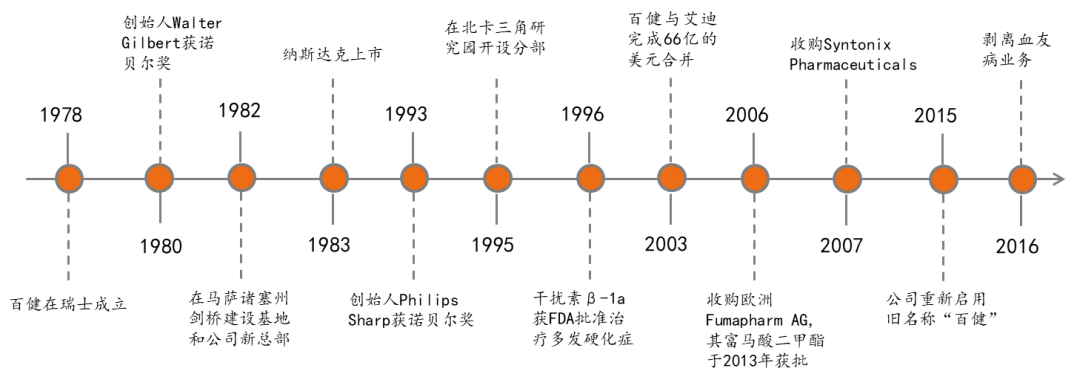 创始人Walter
Gilbert获诺
贝尔奖
纳斯达克上市
在北卡三角研
究园开设分部
百健与艾迪
完成66亿的
美元合并
收购Syntonix
Pharmaceuticals
剥离血友
病业务
1978
1982
1993
1996
2006
2015
1980
1983
1995
2003
2007
2016
百健在瑞士成立
在马萨诸塞州
剑桥建设基地
和公司新总部
创始人Philips
Sharp获诺贝尔奖
干扰素β-1a
获FDA批准治
疗多发硬化症
收购欧洲
Fumapharm AG,
其富马酸二甲酯
于2013年获批
公司重新启用
旧名称“百健”